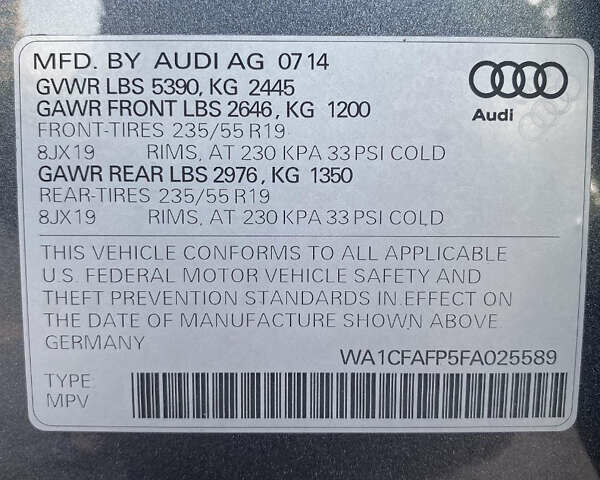 MFD. BY AUDI AG 07 14
GVWR LBS 5390, KG 2445
GAWR FRONT LBS 2646, KG 1200
FRONT-TIRES 235/55 R19
8JX19 RIMS, AT 230 KPA 33 PSI COLD
GAWR REAR LBS 2976, KG 1350
REAR-TIRES 235/55 R19
8JX19 RIMS, AT 230 KPA 33 PSI COLD
Audi
THIS VEHICLE CONFORMS TO ALL APPLICABLE
U.S. FEDERAL MOTOR VEHICLE SAFETY AND
THEFT PREVENTION STANDARDS IN EFFECT ON
THE DATE OF MANUFACTURE SHOWN ABOVE.
GERMANY
WA1CFAFP5FA025589
TYPE:
MPV